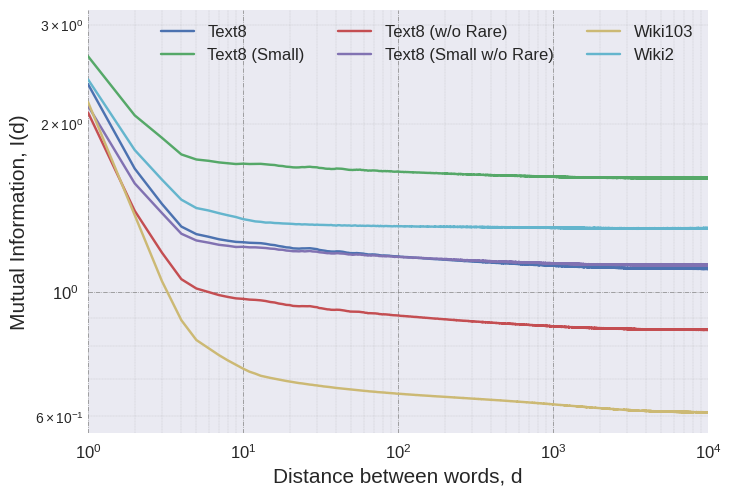 3×10⁰
2×10⁰
10⁰
6×10⁻¹
Mutual Information, I(d)
Text8
Text8 (Small)
Text8 (w/o Rare)
Text8 (Small w/o Rare)
Wiki103
Wiki2
10⁰ 10¹ 10² 10³ 10⁴
Distance between words, d